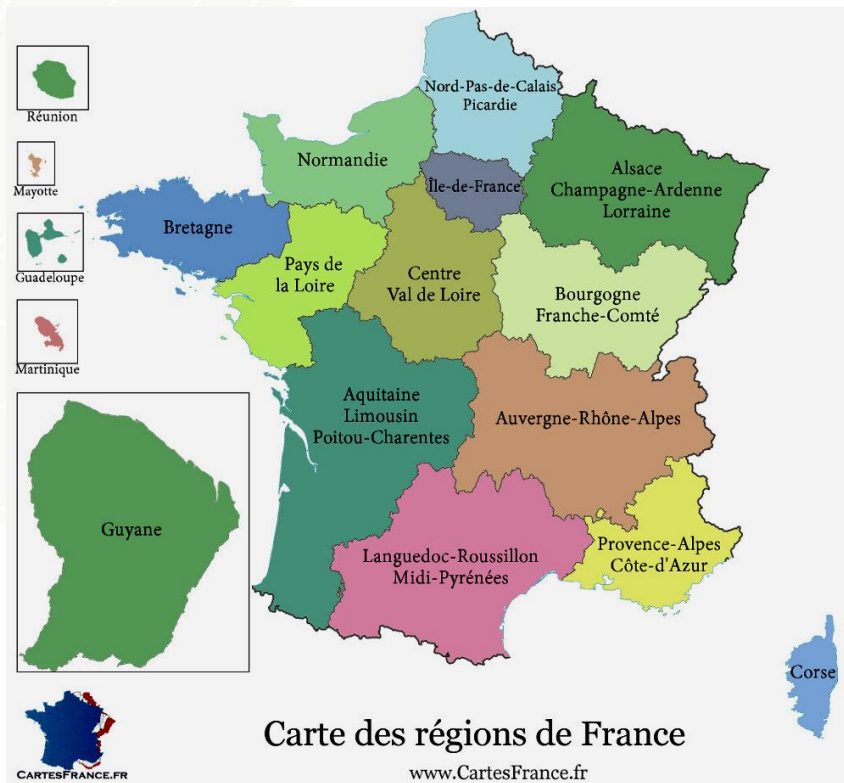 Nord-Pas-de-Calais
Picardie
Réunion
Normandie
Île-de-France
Alsace
Champagne-Ardenne
Lorraine
Mayotte
Bretagne
Pays de
la Loire
Centre
Val de Loire
Guadeloupe
Bourgogne
Franche-Comté
Martinique
Aquitaine
Limousin
Poitou-Charentes
Auvergne-Rhône-Alpes
Guyane
Languedoc-Roussillon
Midi-Pyrénées
Provence-Alpes
Côte-d'Azur
Corse
Carte des régions de France
www.CartesFrance.fr
CARTESFRANCE.FR